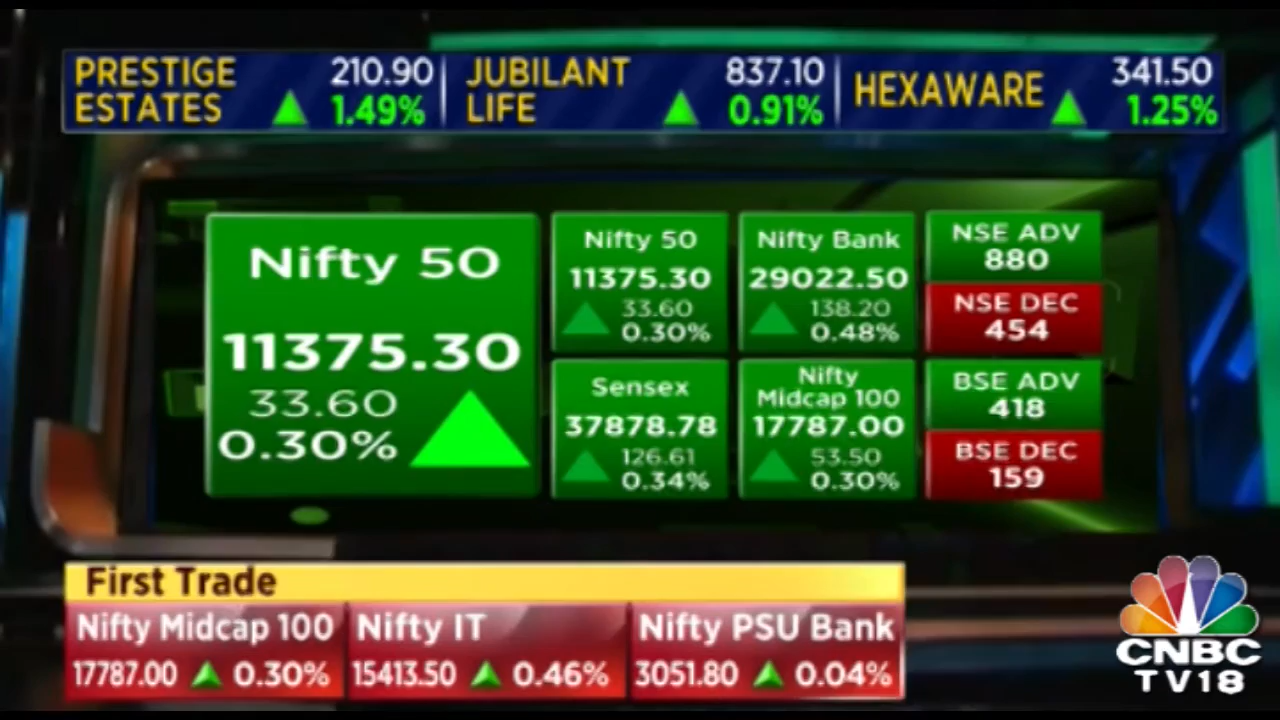 PRESTIGE
ESTATES
210.90
1.49%
JUBILANT
LIFE
837.10
0.91%
HEXAWARE
341.50
1.25%
Nifty 50
11375.30
33.60
0.30%
Nifty 50
11375.30
33.60
0.30%
Nifty Bank
29022.50
138.20
0.48%
NSE ADV
880
NSE DEC
454
Sensex
37878.78
126.61
0.34%
Nifty
Midcap 100
17787.00
53.50
0.30%
BSE ADV
418
BSE DEC
159
First Trade
Nifty Midcap 100
17787.00 0.30%
Nifty IT
15413.50 0.46%
Nifty PSU Bank
3051.80 0.04%
CNBC
TV18